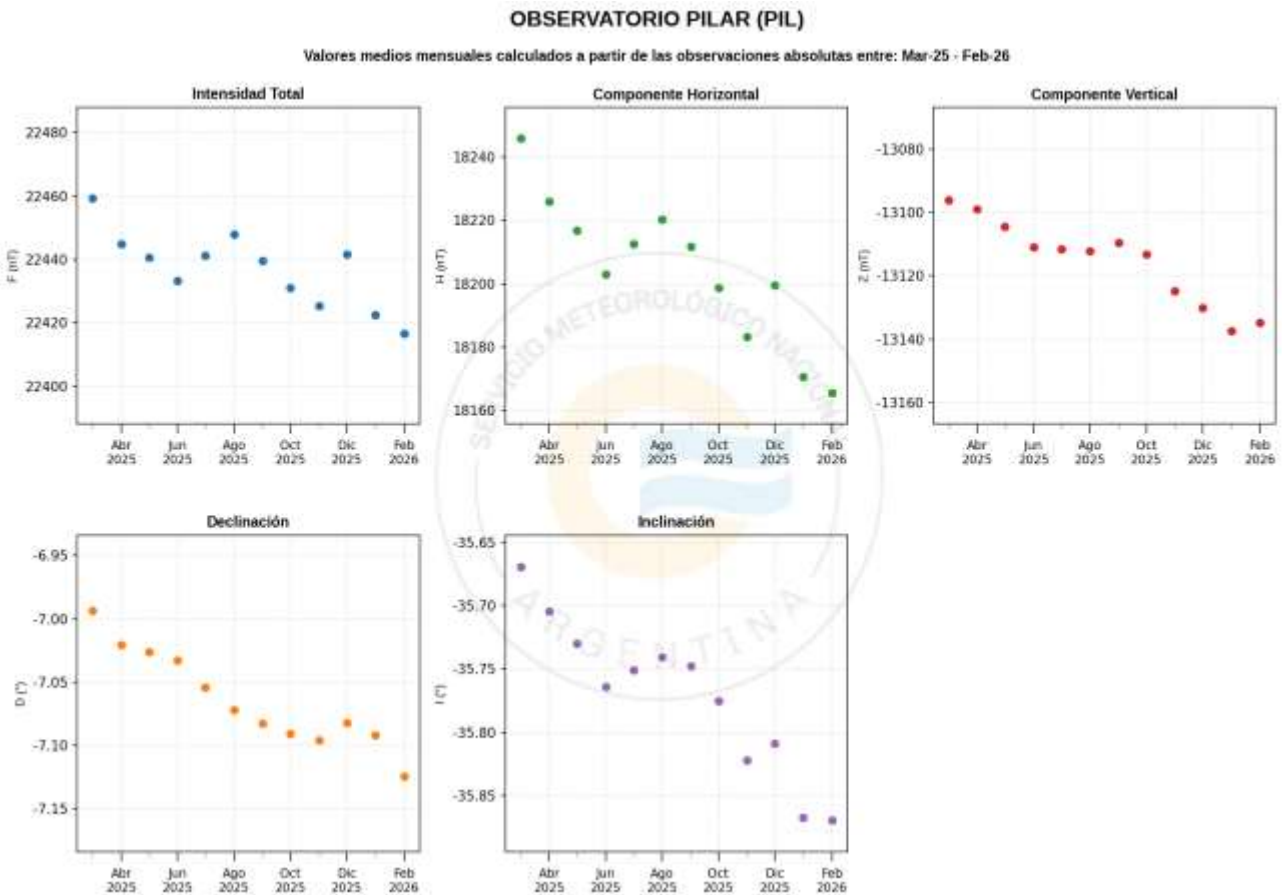 OBSERVATORIO PILAR (PIL)
Valores medios mensuales calculados a partir de las observaciones absolutas entre: Mar-25 - Feb-26
Intensidad Total
F (nT)
22480
22460
22440
22420
22400
Abr Jun Ago Oct Dic Feb
2025 2025 2025 2025 2025 2026
Componente Horizontal
H (nT)
18240
18220
18200
18180
18160
Abr Jun Ago Oct Dic Feb
2025 2025 2025 2025 2025 2026
Componente Vertical
Z (nT)
-13080
-13100
-13120
-13140
-13160
Abr Jun Ago Oct Dic Feb
2025 2025 2025 2025 2025 2026
SERVICIO METEOROLÓGICO NACIONAL
ARGENTINA
Declinación
D (°)
-6.95
-7.00
-7.05
-7.10
-7.15
Abr Jun Ago Oct Dic Feb
2025 2025 2025 2025 2025 2026
Inclinación
I (°)
-35.65
-35.70
-35.75
-35.80
-35.85
Abr Jun Ago Oct Dic Feb
2025 2025 2025 2025 2025 2026